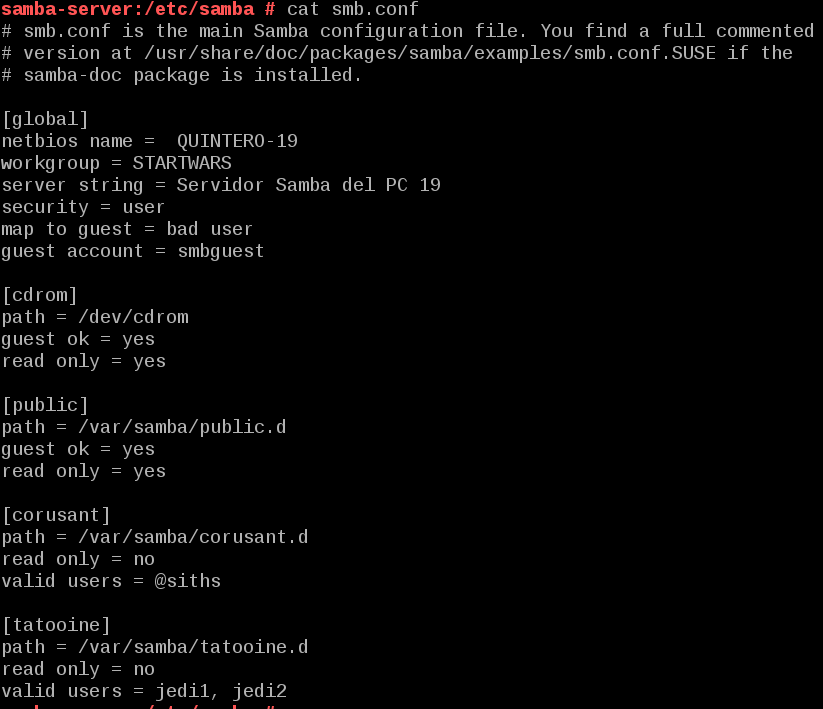 samba-server:/etc/samba # cat smb.conf
# smb.conf is the main Samba configuration file. You find a full commented
# version at /usr/share/doc/packages/samba/examples/smb.conf.SUSE if the
# samba-doc package is installed.

[global]
netbios name =  QUINTERO-19
workgroup = STARTWARS
server string = Servidor Samba del PC 19
security = user
map to guest = bad user
guest account = smbguest

[cdrom]
path = /dev/cdrom
guest ok = yes
read only = yes

[public]
path = /var/samba/public.d
guest ok = yes
read only = yes

[corusant]
path = /var/samba/corusant.d
read only = no
valid users = @siths

[tatooine]
path = /var/samba/tatooine.d
read only = no
valid users = jedi1, jedi2